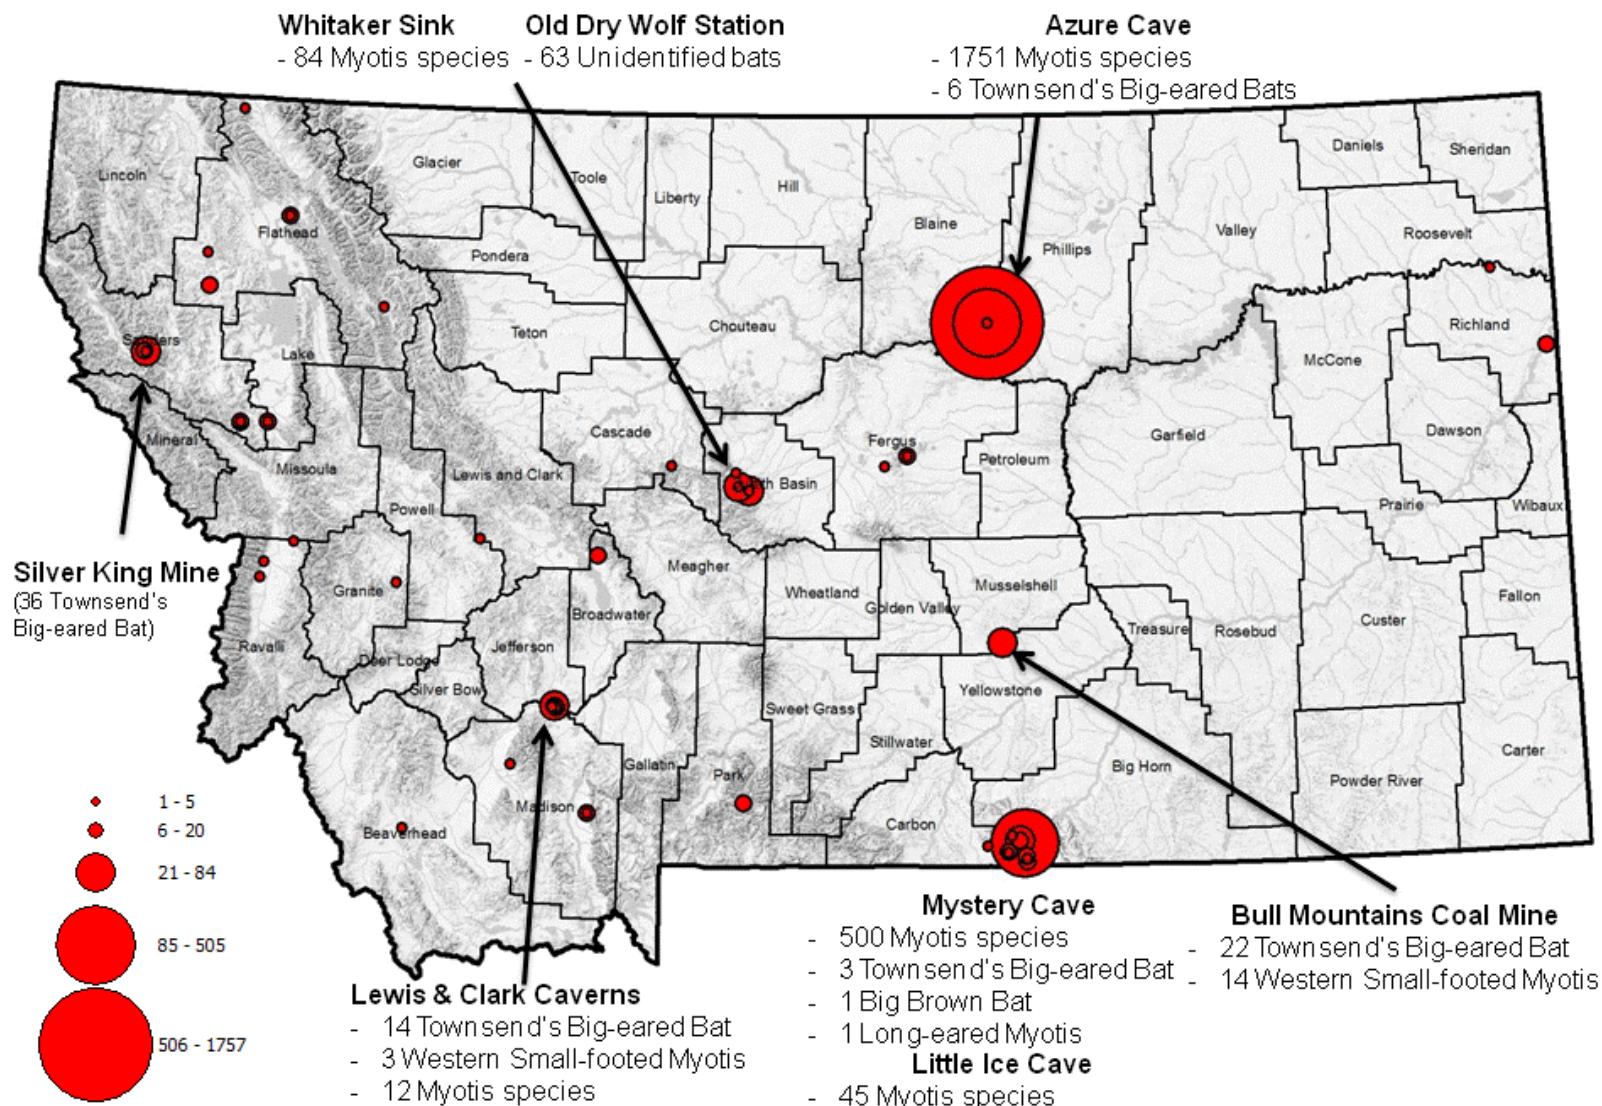 Whitaker Sink
- 84 Myotis species
Old Dry Wolf Station
- 63 Unidentified bats
Azure Cave
- 1751 Myotis species
- 6 Townsend's Big-eared Bats
Lincoln
Flathead
Glacier
Toole
Liberty
Hill
Blaine
Phillips
Valley
Daniels
Sheridan
Roosevelt
Pondera
Teton
Chouteau
Richland
McCone
Lake
Mineral
Missoula
Lewis and Clark
Cascade
Basin
Fergus
Petroleum
Garfield
Dawson
Prairie
Wibaux
Powell
Granite
Ravalli
Deer Lodge
Silver Bow
Jefferson
Broadwater
Meagher
Wheatland
Golden Valley
Musselshell
Treasure
Rosebud
Custer
Fallon
Beaverhead
Madison
Gallatin
Park
Sweet Grass
Stillwater
Yellowstone
Carbon
Big Horn
Powder River
Carter
Silver King Mine
(36 Townsend's
Big-eared Bat)
1 - 5
6 - 20
21 - 84
85 - 505
506 - 1757
Lewis & Clark Caverns
- 14 Townsend's Big-eared Bat
- 3 Western Small-footed Myotis
- 12 Myotis species
Mystery Cave
- 500 Myotis species
- 3 Townsend's Big-eared Bat
- 1 Big Brown Bat
- 1 Long-eared Myotis
Little Ice Cave
- 45 Myotis species
Bull Mountains Coal Mine
- 22 Townsend's Big-eared Bat
- 14 Western Small-footed Myotis